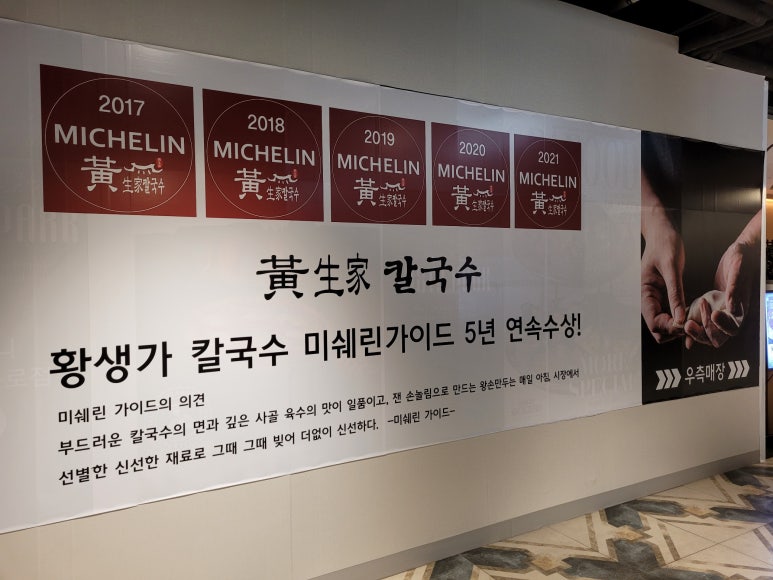 2017
MICHELIN
黃生家칼국수
2018
MICHELIN
黃生家칼국수
2019
MICHELIN
黃生家칼국수
2020
MICHELIN
黃生家칼국수
2021
MICHELIN
黃生家칼국수
黃生家 칼국수
황생가 칼국수 미쉐린가이드 5년 연속수상!
미쉐린 가이드의 의견
부드러운 칼국수의 면과 깊은 사골 육수의 맛이 일품이고, 잰 손놀림으로 만드는 왕손만두는 매일 아침, 시장에서
선별한 신선한 재료로 그때 그때 빚어 더없이 신선하다. -미쉐린 가이드-
우측매장